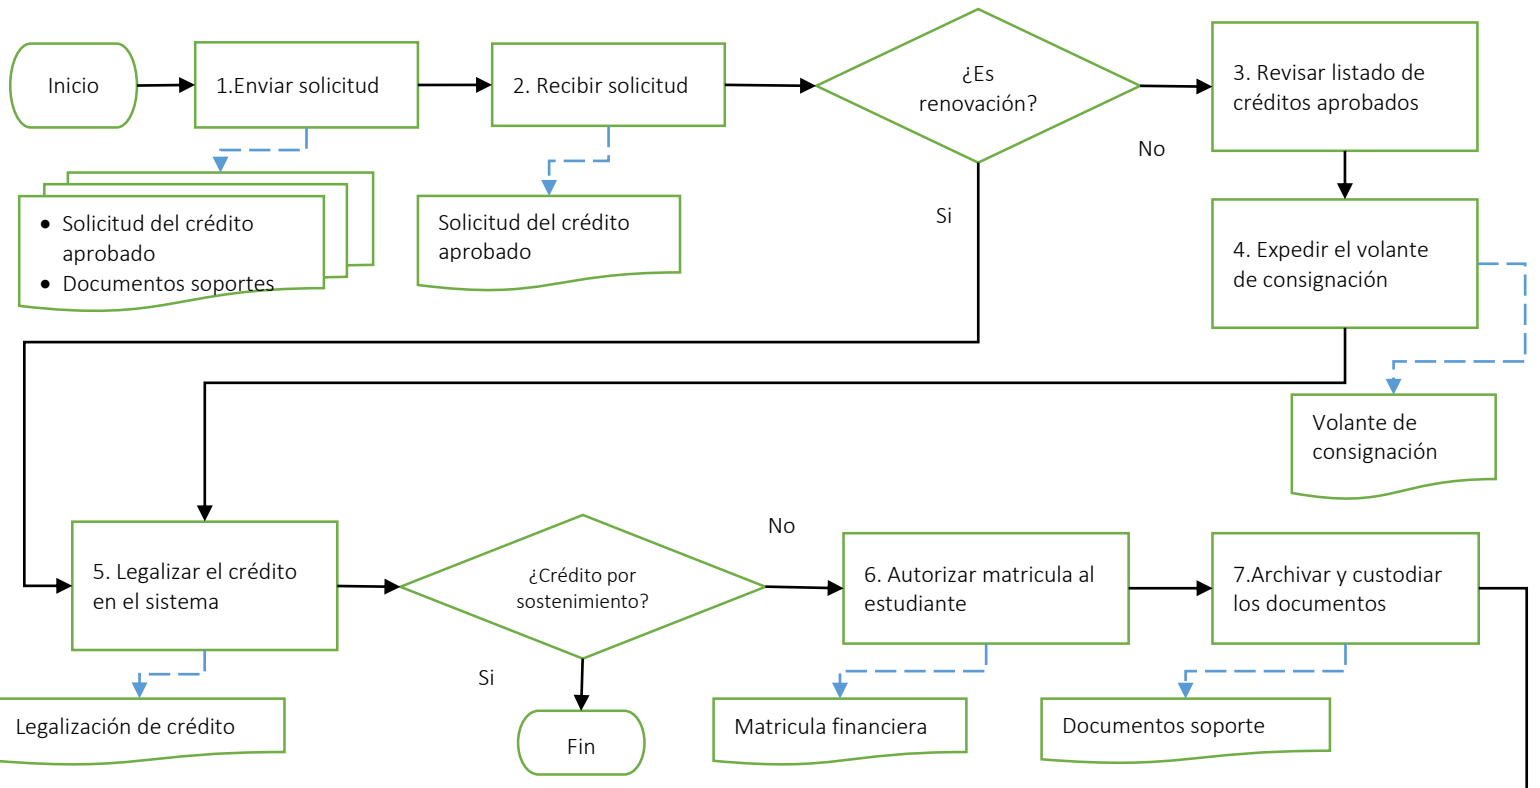 Inicio
1.Enviar solicitud
2. Recibir solicitud
¿Es
renovación?
3. Revisar listado de
créditos aprobados
No
Si
• Solicitud del crédito
aprobado
• Documentos soportes
Solicitud del crédito
aprobado
4. Expedir el volante
de consignación
Volante de
consignación
5. Legalizar el crédito
en el sistema
¿Crédito por
sostenimiento?
No
6. Autorizar matricula al
estudiante
7.Archivar y custodiar
los documentos
Si
Legalización de crédito
Fin
Matricula financiera
Documentos soporte